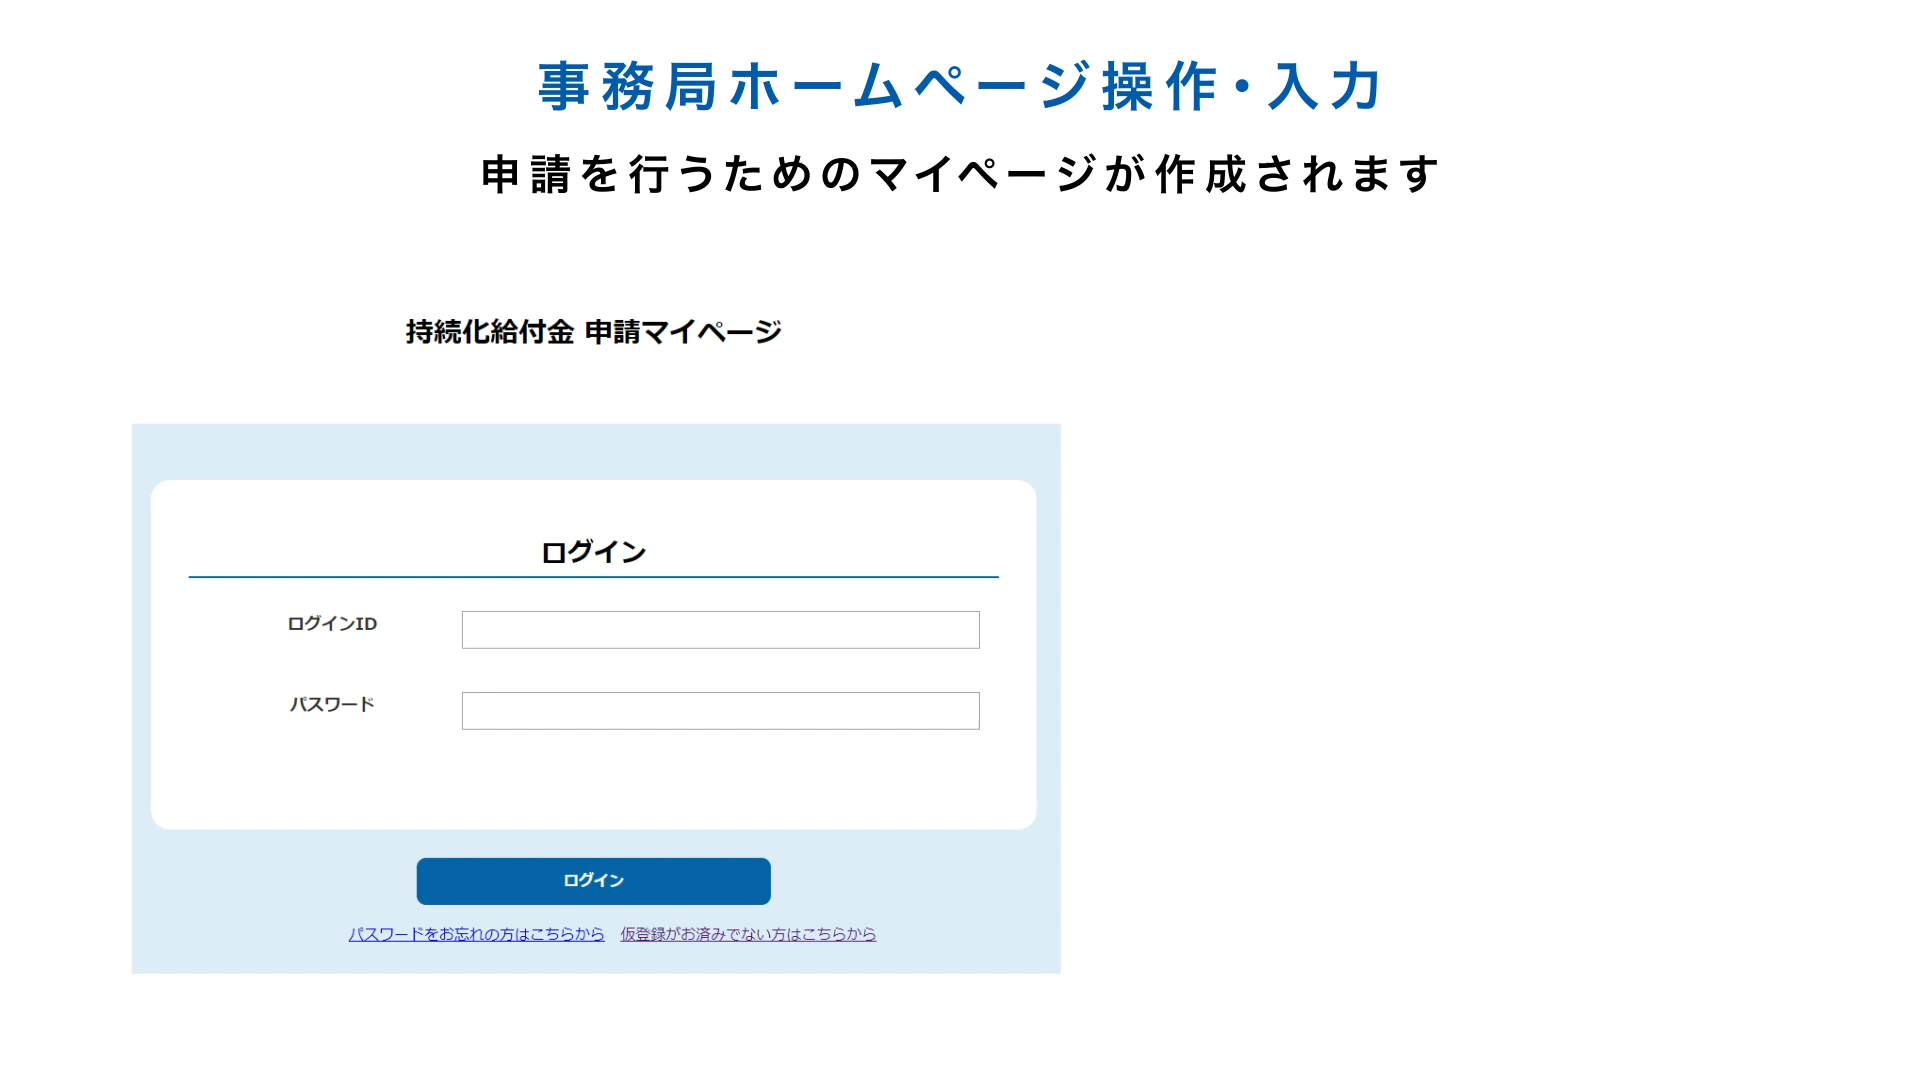 事務局ホームページ操作・入力
申請を行うためのマイページが作成されます
持続化給付金 申請マイページ
ログイン
ログインID
パスワード
ログイン
パスワードをお忘れの方はこちらから 仮登録がお済みでない方はこちらから